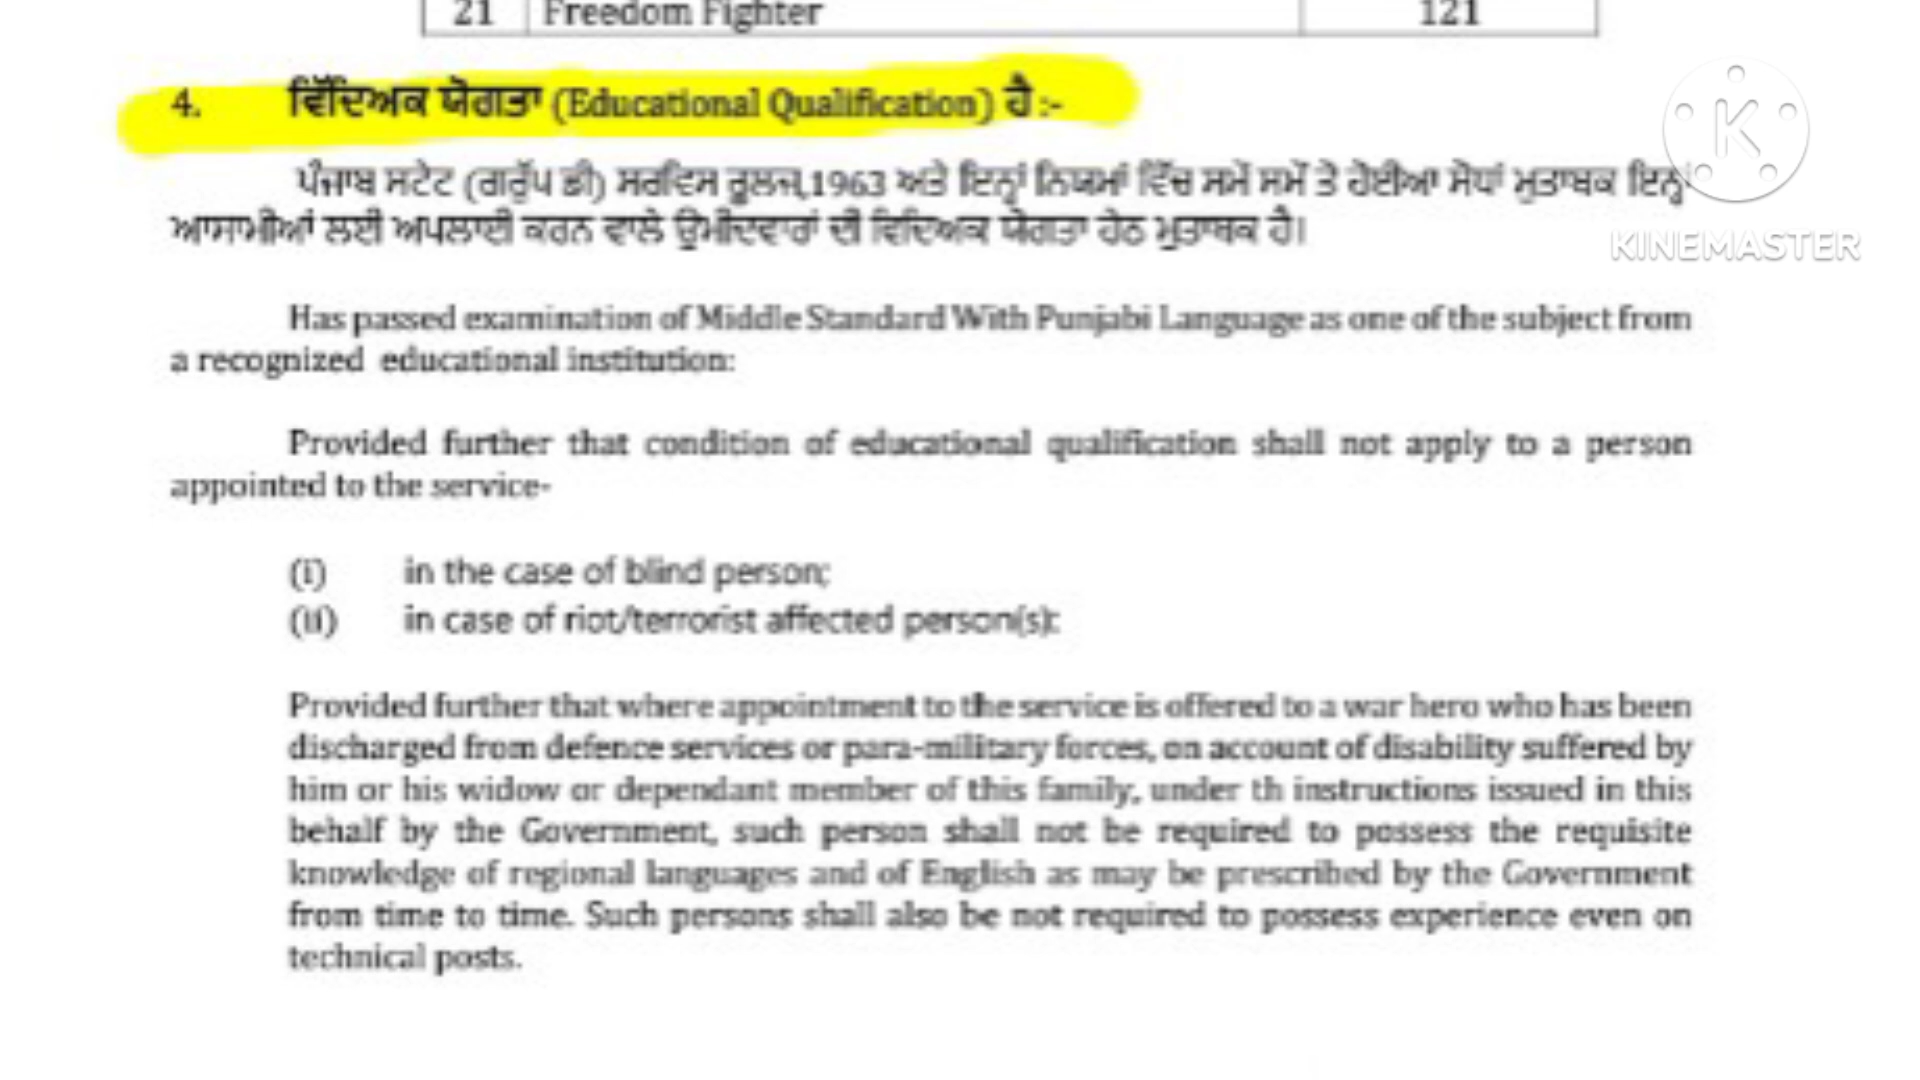 21 Freedom Fighter 121
4. ਵਿੱਦਿਅਕ ਯੋਗਤਾ (Educational Qualification) ਹੈ :-
ਪੰਜਾਬ ਸਟੇਟ (ਗਰੁੱਪ ਡੀ) ਸਰਵਿਸ ਰੂਲਜ਼,1963 ਅਤੇ ਇਨ੍ਹਾਂ ਨਿਯਮਾਂ ਵਿੱਚ ਸਮੇਂ ਸਮੇਂ ਤੇ ਹੋਈਆ ਸੋਧਾਂ ਮੁਤਾਬਕ ਇਨ੍ਹਾਂ
ਆਸਾਮੀਆਂ ਲਈ ਅਪਲਾਈ ਕਰਨ ਵਾਲੇ ਉਮੀਦਵਾਰਾਂ ਦੀ ਵਿਦਿਅਕ ਯੋਗਤਾ ਹੇਠ ਮੁਤਾਬਕ ਹੈ।
K
KINEMASTER
Has passed examination of Middle Standard With Punjabi Language as one of the subject from
a recognized educational institution:
Provided further that condition of educational qualification shall not apply to a person
appointed to the service-
(i) in the case of blind person;
(ii) in case of riot/terrorist affected person(s):
Provided further that where appointment to the service is offered to a war hero who has been
discharged from defence services or para-military forces, on account of disability suffered by
him or his widow or dependant member of this family, under th instructions issued in this
behalf by the Government, such person shall not be required to possess the requisite
knowledge of regional languages and of English as may be prescribed by the Government
from time to time. Such persons shall also be not required to possess experience even on
technical posts.